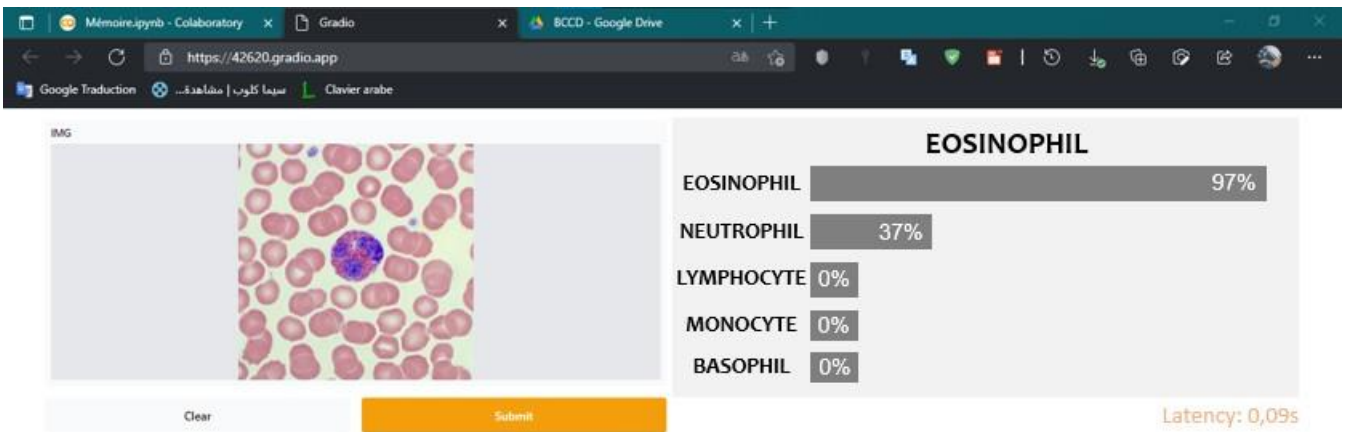 Mémoire.ipynb - Colaboratory
Gradio
BCCD - Google Drive
https://42620.gradio.app
Google Traduction
سيما كلوب | مشاهدة...
Clavier arabe
IMG
EOSINOPHIL
EOSINOPHIL 97%
NEUTROPHIL 37%
LYMPHOCYTE 0%
MONOCYTE 0%
BASOPHIL 0%
Clear
Submit
Latency: 0,09s